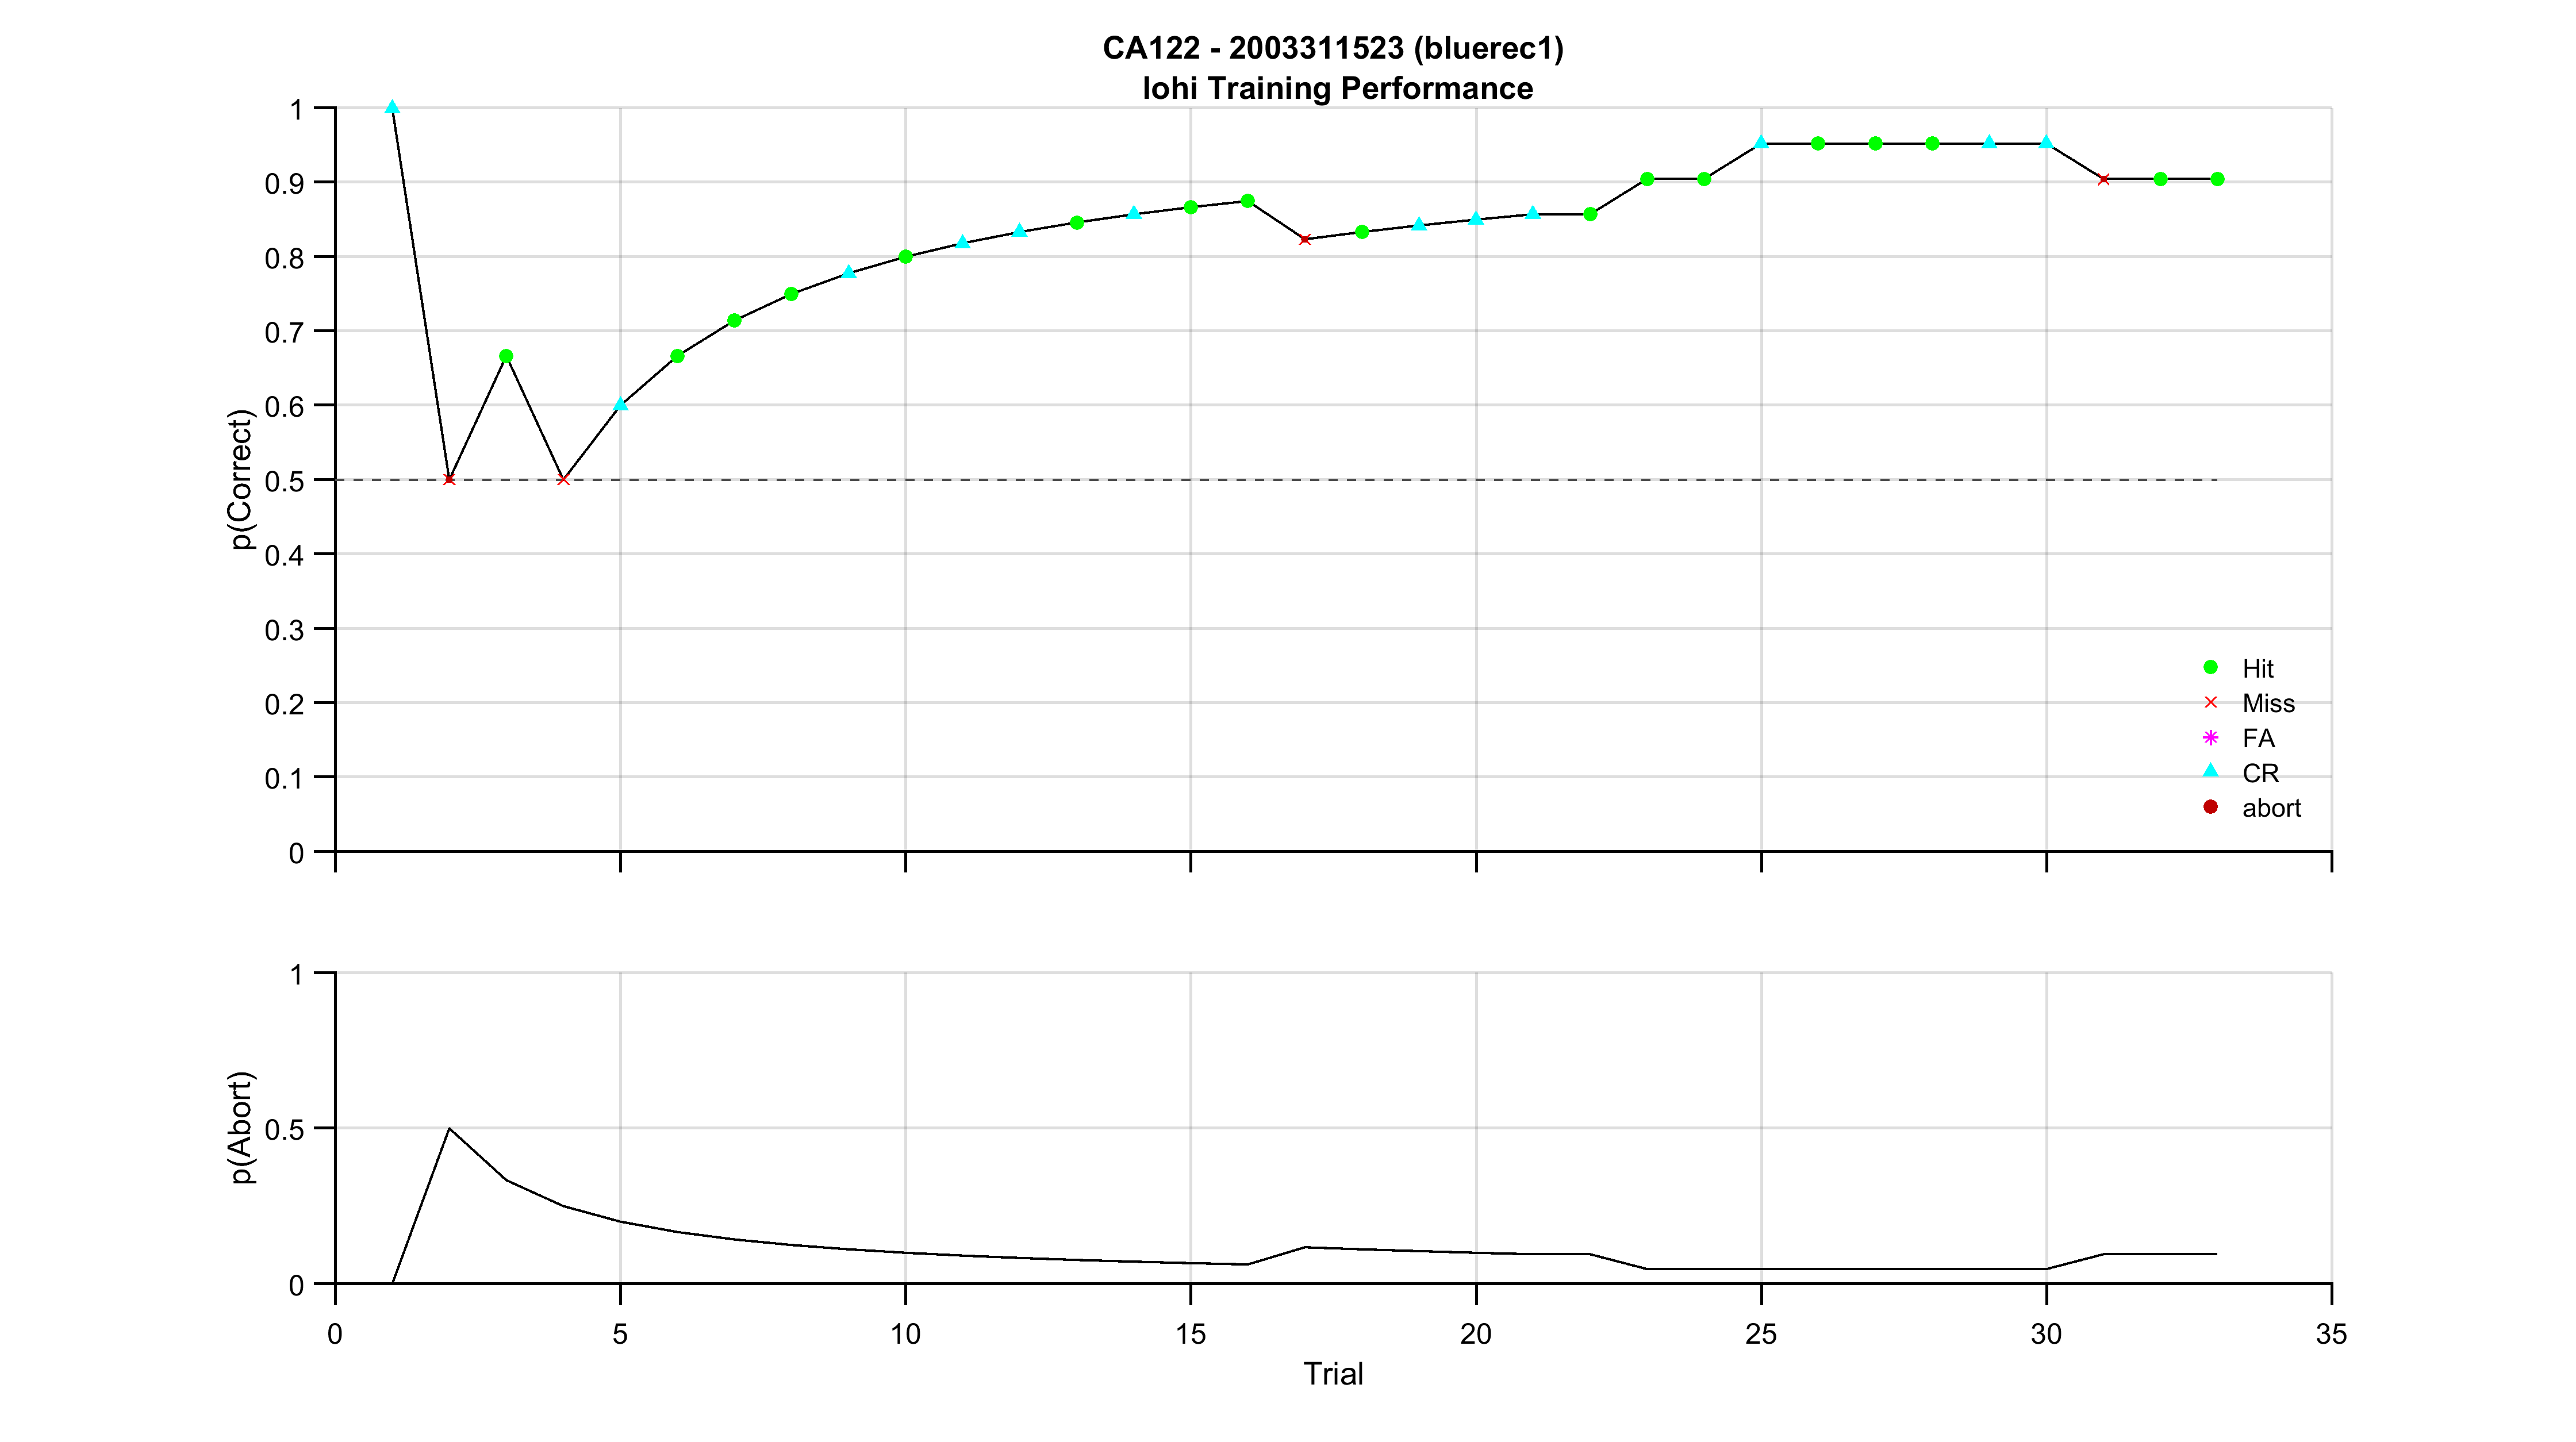 CA122 - 2003311523 (bluerec1)
lohi Training Performance
1
0.9
0.8
0.7
0.6
0.5
0.4
0.3
0.2
0.1
0
p(Correct)
Hit
Miss
FA
CR
abort
1
0.5
0
p(Abort)
0 5 10 15 20 25 30 35
Trial